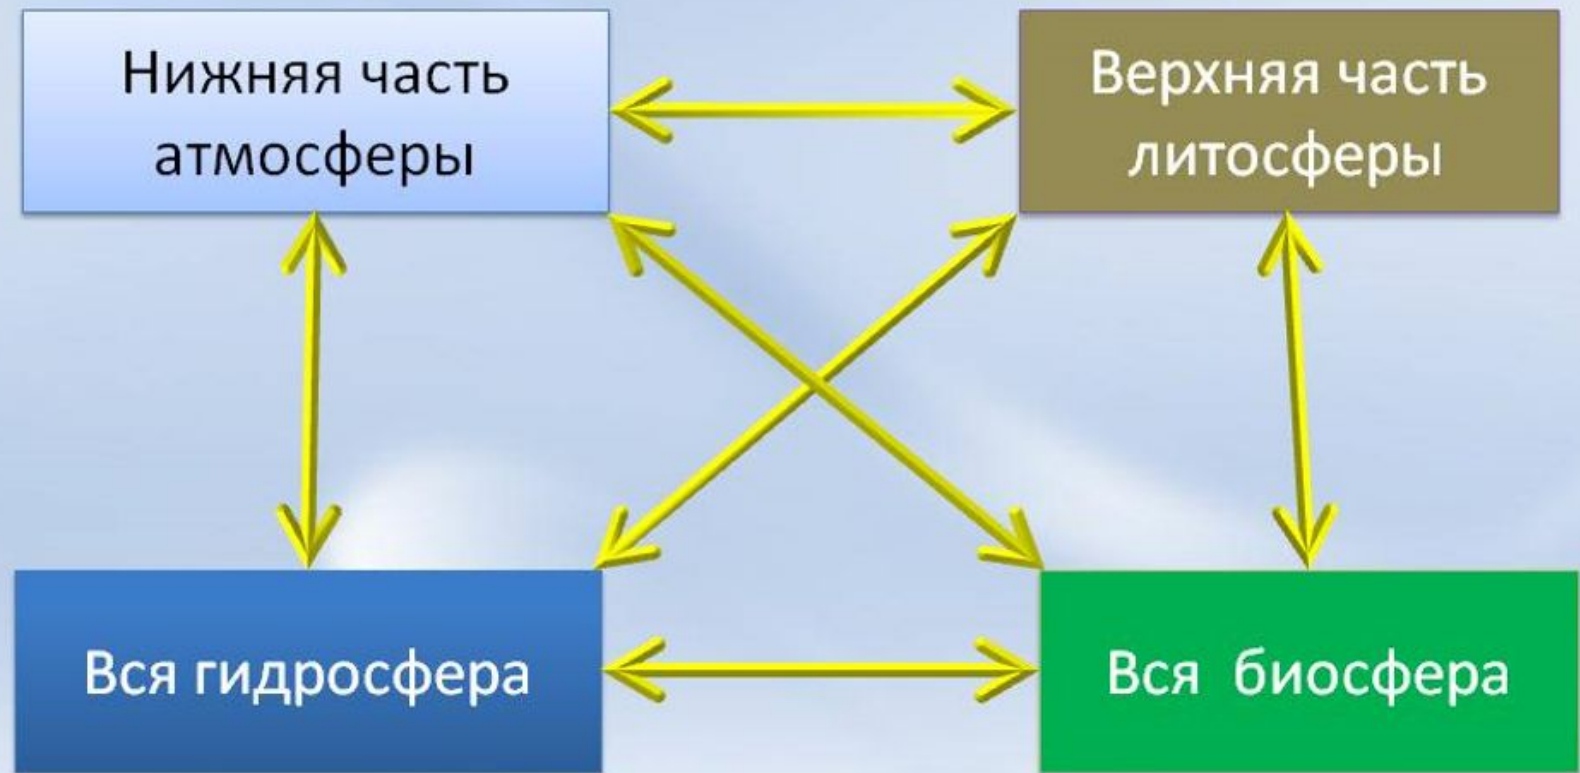 Нижняя часть
атмосферы
Верхняя часть
литосферы
Вся гидросфера
Вся биосфера